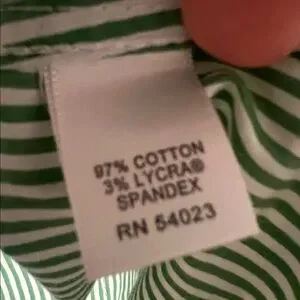 97% COTTON
3% LYCRA®
SPANDEX
RN 54023